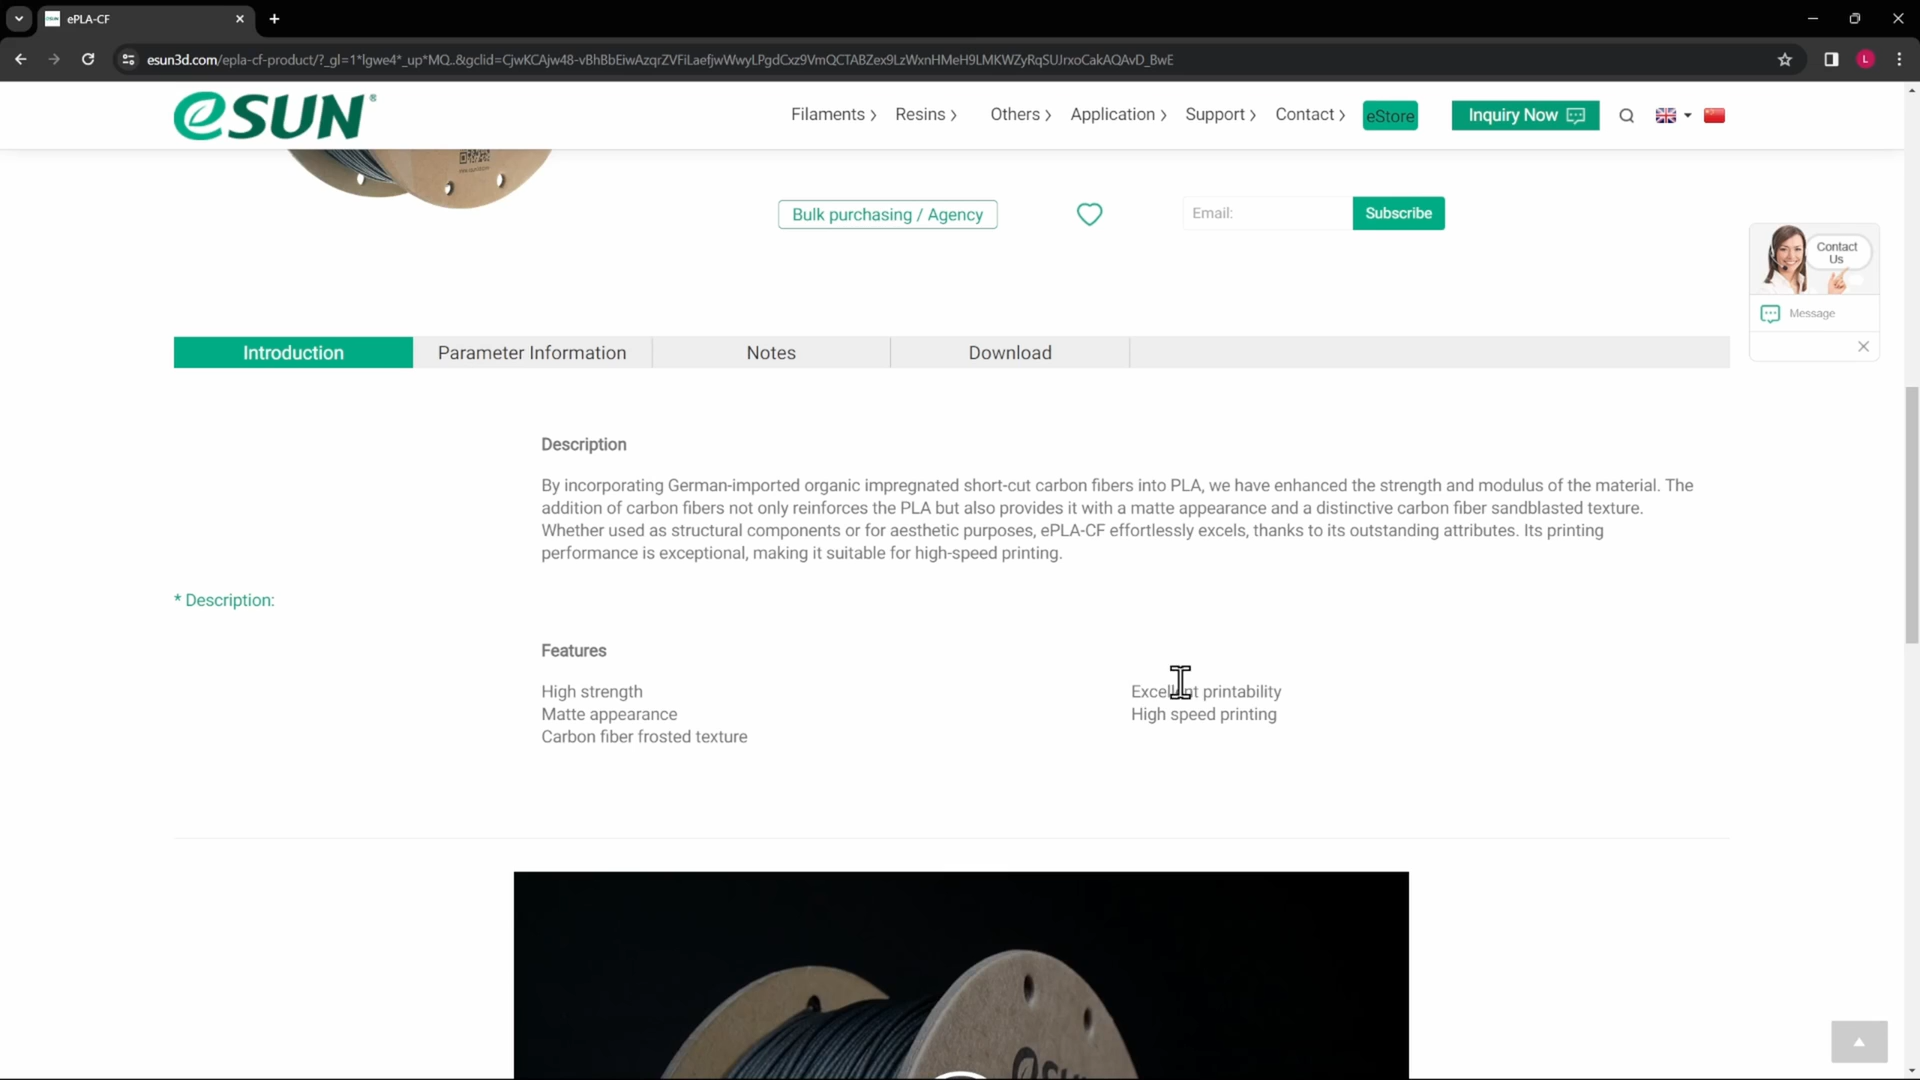 ePLA-CF
esun3d.com/epla-cf-product/?_gl=1*lgwe4*_up*MQ..&gclid=CjwKCAjw48-vBhBbEiwAzqrZVFiLaefjwWwyLPgdCxz9VmQCTABZex9LzWxnHMeH9LMKWZyRqSUJrxoCakAQAvD_BwE
L
eSUN®
Filaments
Resins
Others
Application
Support
Contact
eStore
Inquiry Now
Bulk purchasing / Agency
Email:
Subscribe
Contact
Us
Message
Introduction
Parameter Information
Notes
Download
Description
By incorporating German-imported organic impregnated short-cut carbon fibers into PLA, we have enhanced the strength and modulus of the material. The
addition of carbon fibers not only reinforces the PLA but also provides it with a matte appearance and a distinctive carbon fiber sandblasted texture.
Whether used as structural components or for aesthetic purposes, ePLA-CF effortlessly excels, thanks to its outstanding attributes. Its printing
performance is exceptional, making it suitable for high-speed printing.
* Description:
Features
High strength
Matte appearance
Carbon fiber frosted texture
Excellent printability
High speed printing
eSUN